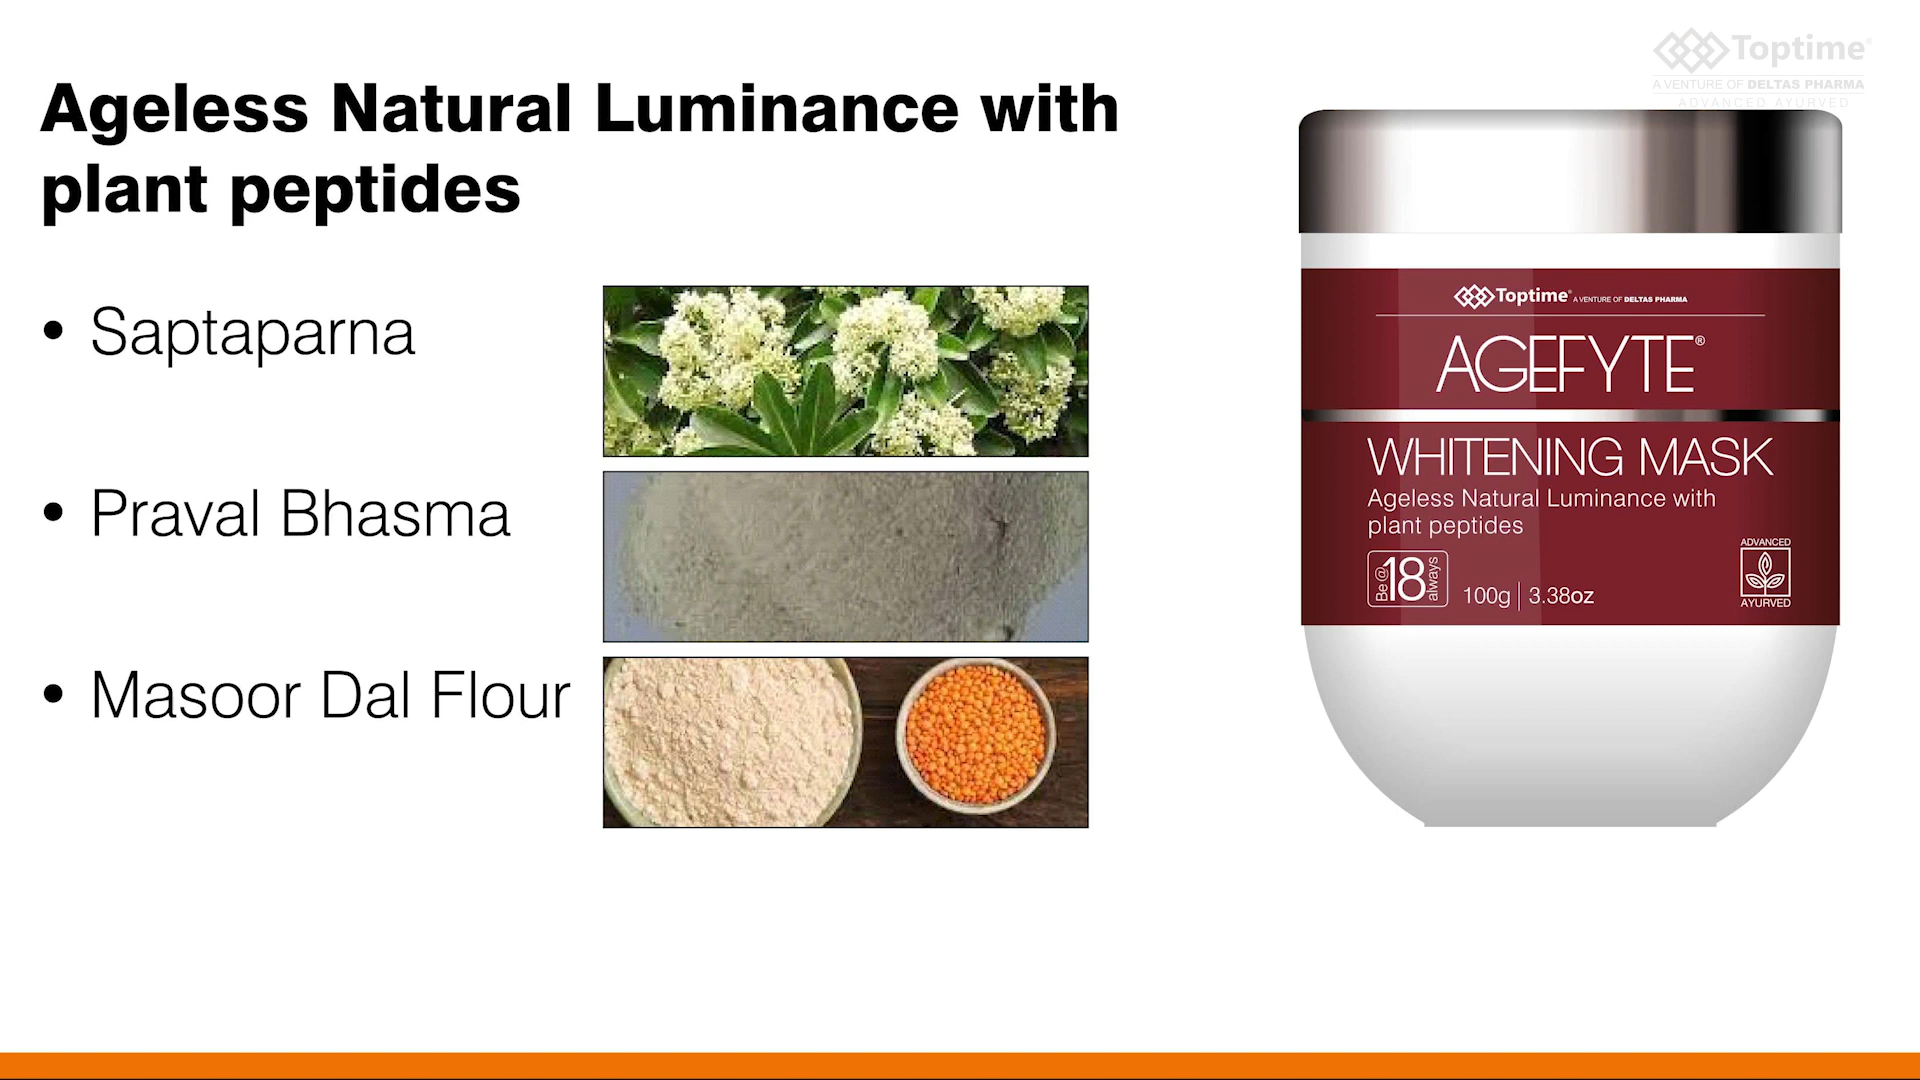 Toptime®
A VENTURE OF DELTAS PHARMA
ADVANCED AYURVED
Ageless Natural Luminance with
plant peptides
• Saptaparna
• Praval Bhasma
• Masoor Dal Flour
Toptime® A VENTURE OF DELTAS PHARMA
AGEFYTE®
WHITENING MASK
Ageless Natural Luminance with
plant peptides
Be@ 18 always
100g | 3.38oz
ADVANCED
AYURVED